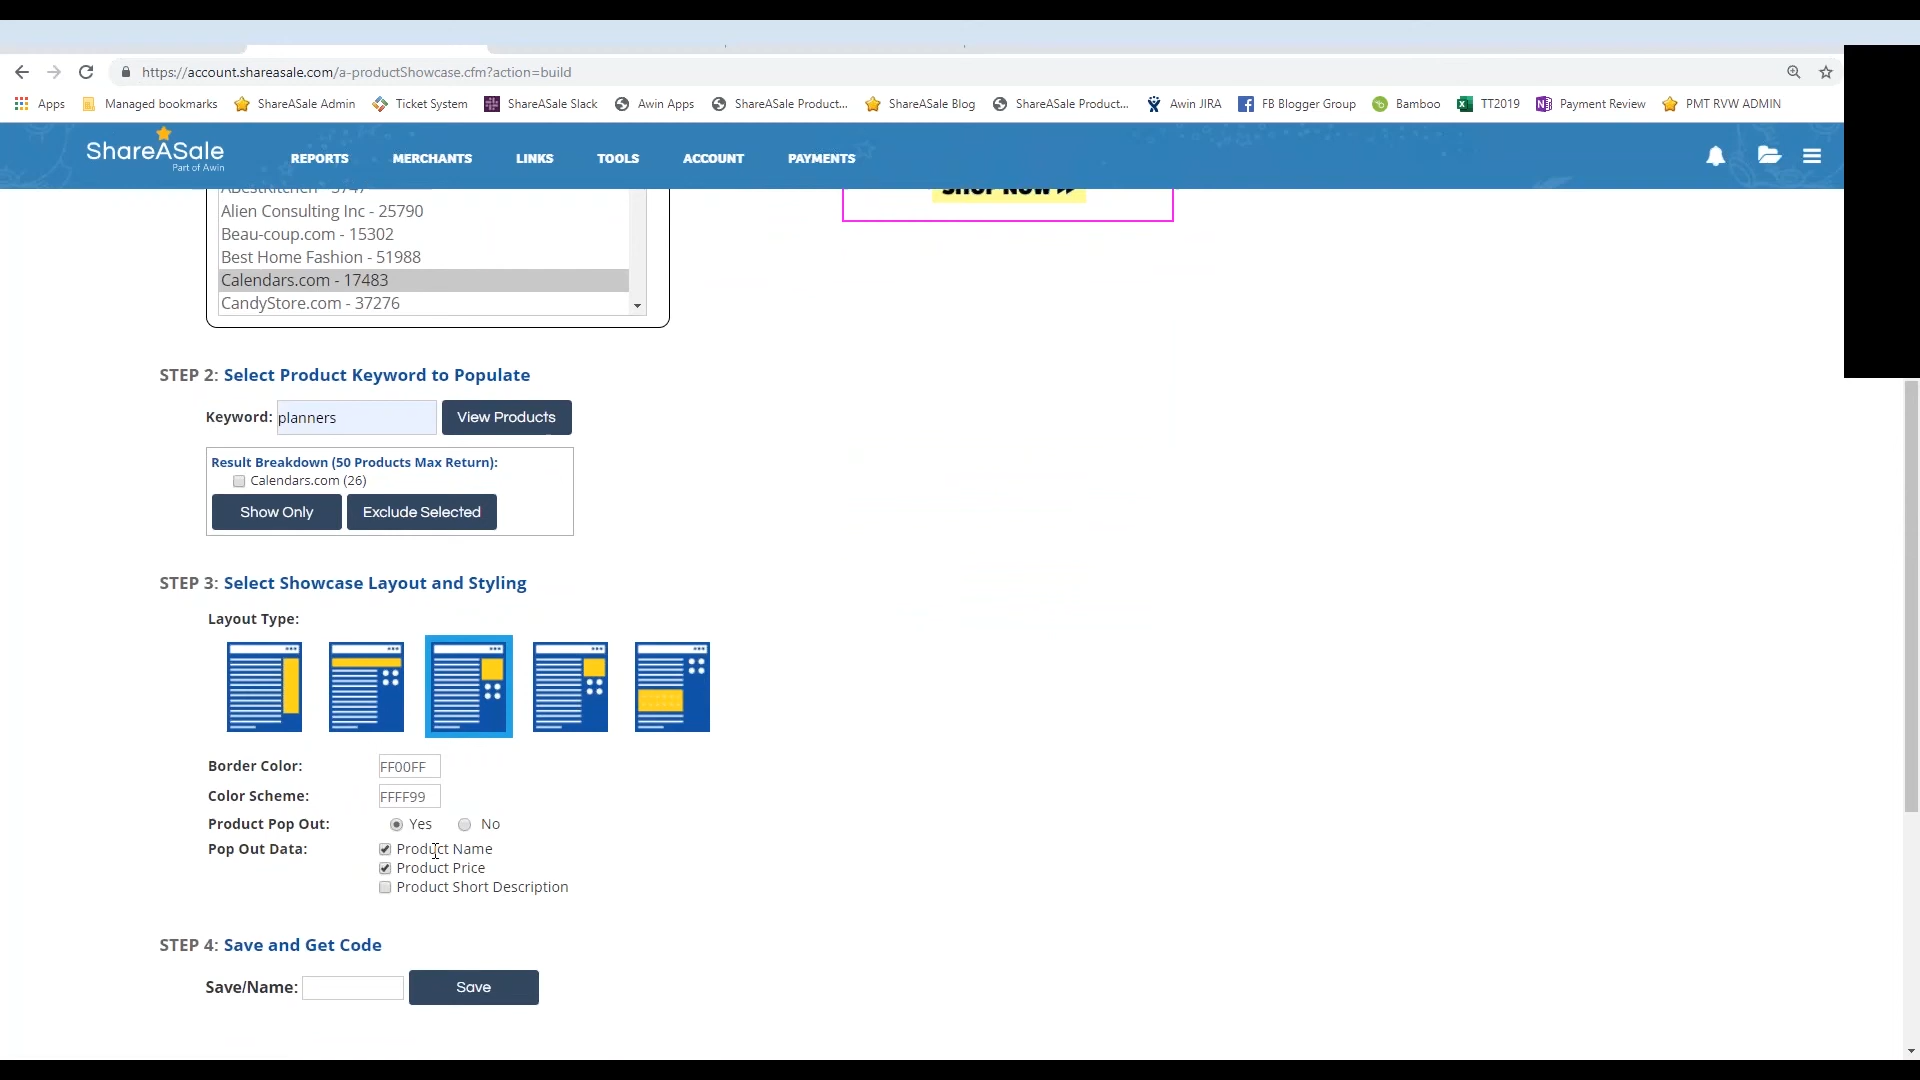 https://account.shareasale.com/a-productShowcase.cfm?action=build
Apps Managed bookmarks ShareASale Admin Ticket System ShareASale Slack Awin Apps ShareASale Product... ShareASale Blog ShareASale Product... Awin JIRA FB Blogger Group Bamboo TT2019 Payment Review PMT RVW ADMIN
ShareASale
Part of Awin
REPORTS MERCHANTS LINKS TOOLS ACCOUNT PAYMENTS
SHOP NOW
Alien Consulting Inc - 25790
Beau-coup.com - 15302
Best Home Fashion - 51988
Calendars.com - 17483
CandyStore.com - 37276
STEP 2: Select Product Keyword to Populate
Keyword: planners View Products
Result Breakdown (50 Products Max Return):
Calendars.com (26)
Show Only Exclude Selected
STEP 3: Select Showcase Layout and Styling
Layout Type:
Border Color: FF00FF
Color Scheme: FFFF99
Product Pop Out: Yes No
Pop Out Data: Product Name
Product Price
Product Short Description
STEP 4: Save and Get Code
Save/Name: Save